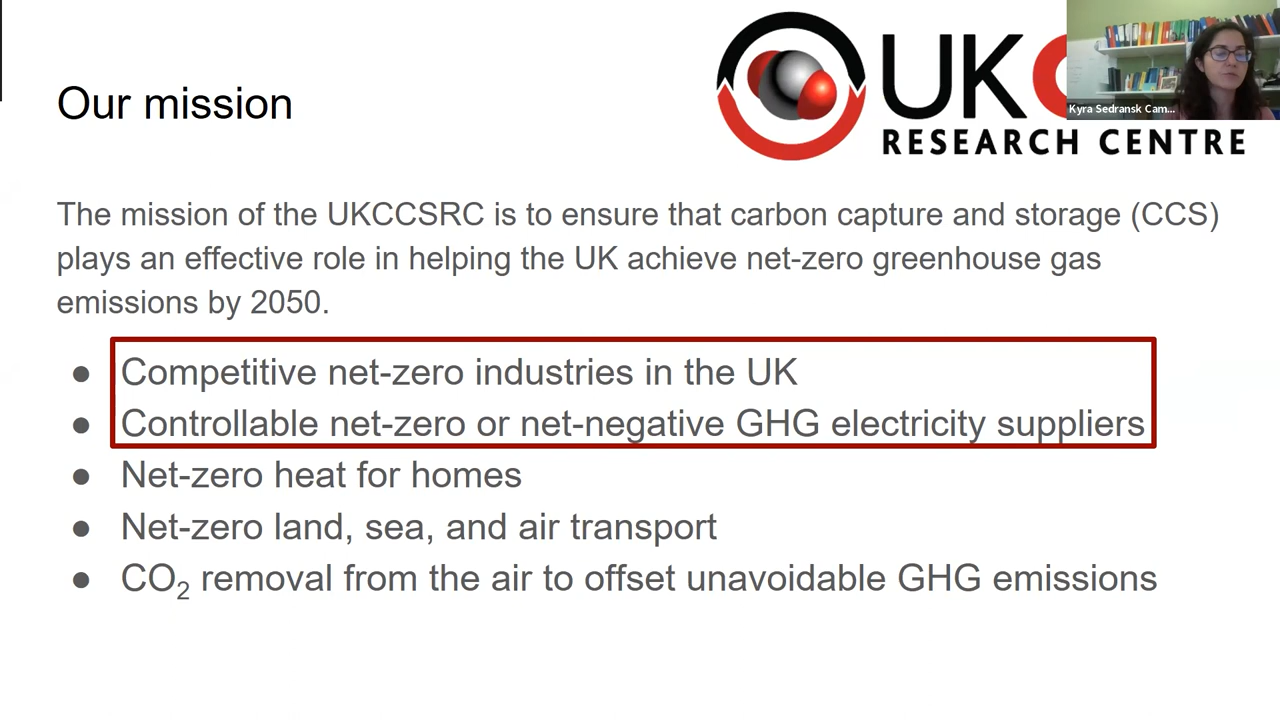 Our mission
UKC
RESEARCH CENTRE
Kyra Sedransk Cam...
The mission of the UKCCSRC is to ensure that carbon capture and storage (CCS)
plays an effective role in helping the UK achieve net-zero greenhouse gas
emissions by 2050.
● Competitive net-zero industries in the UK
● Controllable net-zero or net-negative GHG electricity suppliers
● Net-zero heat for homes
● Net-zero land, sea, and air transport
● CO₂ removal from the air to offset unavoidable GHG emissions